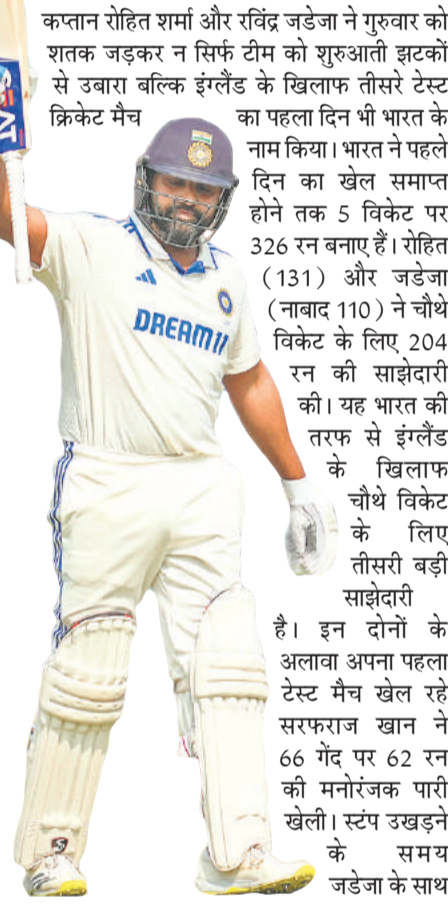 कप्तान रोहित शर्मा और रविंद्र जडेजा ने गुरुवार को
शतक जड़कर न सिर्फ टीम को शुरुआती झटकों
से उबारा बल्कि इंग्लैंड के खिलाफ तीसरे टेस्ट
क्रिकेट मैच का पहला दिन भी भारत के
नाम किया। भारत ने पहले
दिन का खेल समाप्त
होने तक 5 विकेट पर
326 रन बनाए हैं। रोहित
(131) और जडेजा
(नाबाद 110) ने चौथे
विकेट के लिए 204
रन की साझेदारी
की। यह भारत की
तरफ से इंग्लैंड
के खिलाफ
चौथे विकेट
के लिए
तीसरी बड़ी
साझेदारी
है। इन दोनों के
अलावा अपना पहला
टेस्ट मैच खेल रहे
सरफराज खान ने
66 गेंद पर 62 रन
की मनोरंजक पारी
खेली। स्टंप उखड़ने
के समय
जडेजा के साथ
DREAM11